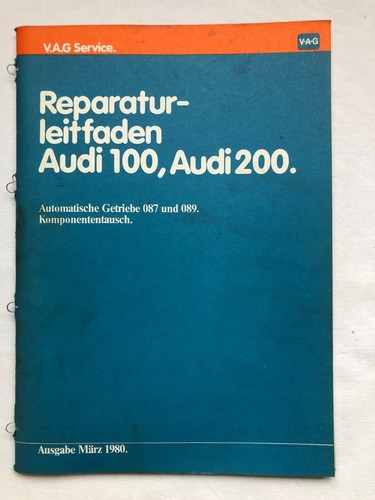 V.A.G Service.
V·A·G
Reparatur-
leitfaden
Audi 100, Audi 200.
Automatische Getriebe 087 und 089.
Komponententausch.
Ausgabe März 1980.